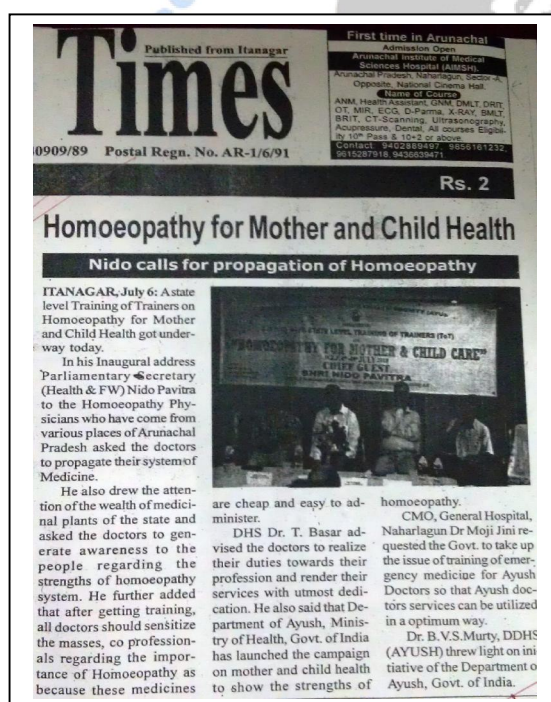 Published from Itanagar
Times
0909/89 Postal Regn. No. AR-1/6/91
First time in Arunachal
Admission Open
Arunachal Institute of Medical
Sciences Hospital (AIMSH),
Arunachal Pradesh, Naharlagun, Sector -A,
Opposite, National Cinema Hall.
Name of Course
ANM, Health Assistant, GNM, DMLT, DRIT,
OT, MIR, ECG, D-Parma, X-RAY, BMLT,
BRIT, CT-Scanning, Ultrasonography,
Acupressure, Dental, All courses Eligibil-
ity 10th Pass & 10+2 or above.
Contact: 9402889497, 9856161232,
9615287918, 9436839471.
Rs. 2
Homoeopathy for Mother and Child Health
Nido calls for propagation of Homoeopathy
ITANAGAR, July 6: A state
level Training of Trainers on
Homoeopathy for Mother
and Child Health got under-
way today.
In his Inaugural address
Parliamentary Secretary
(Health & FW) Nido Pavitra
to the Homoeopathy Phy-
sicians who have come from
various places of Arunachal
Pradesh asked the doctors
to propagate their system of
Medicine.
He also drew the atten-
tion of the wealth of medici-
nal plants of the state and
asked the doctors to gen-
erate awareness to the
people regarding the
strengths of homoeopathy
system. He further added
that after getting training,
all doctors should sensitize
the masses, co profession-
als regarding the impor-
tance of Homoeopathy as
because these medicines
STATE LEVEL TRAINING OF TRAINERS (ToT)
"HOMOEOPATHY FOR MOTHER & CHILD CARE"
CHIEF GUEST
SHRI NIDO PAVITRA
are cheap and easy to ad-
minister.
DHS Dr. T. Basar ad-
vised the doctors to realize
their duties towards their
profession and render their
services with utmost dedi-
cation. He also said that De-
partment of Ayush, Minis-
try of Health, Govt. of India
has launched the campaign
on mother and child health
to show the strengths of
homoeopathy.
CMO, General Hospital,
Naharlagun Dr Moji Jini re-
quested the Govt. to take up
the issue of training of emer-
gency medicine for Ayush
Doctors so that Ayush doc-
tors services can be utilized
in a optimum way.
Dr. B.V.S.Murty, DDHS
(AYUSH) threw light on ini
tiative of the Department o
Ayush, Govt. of India.